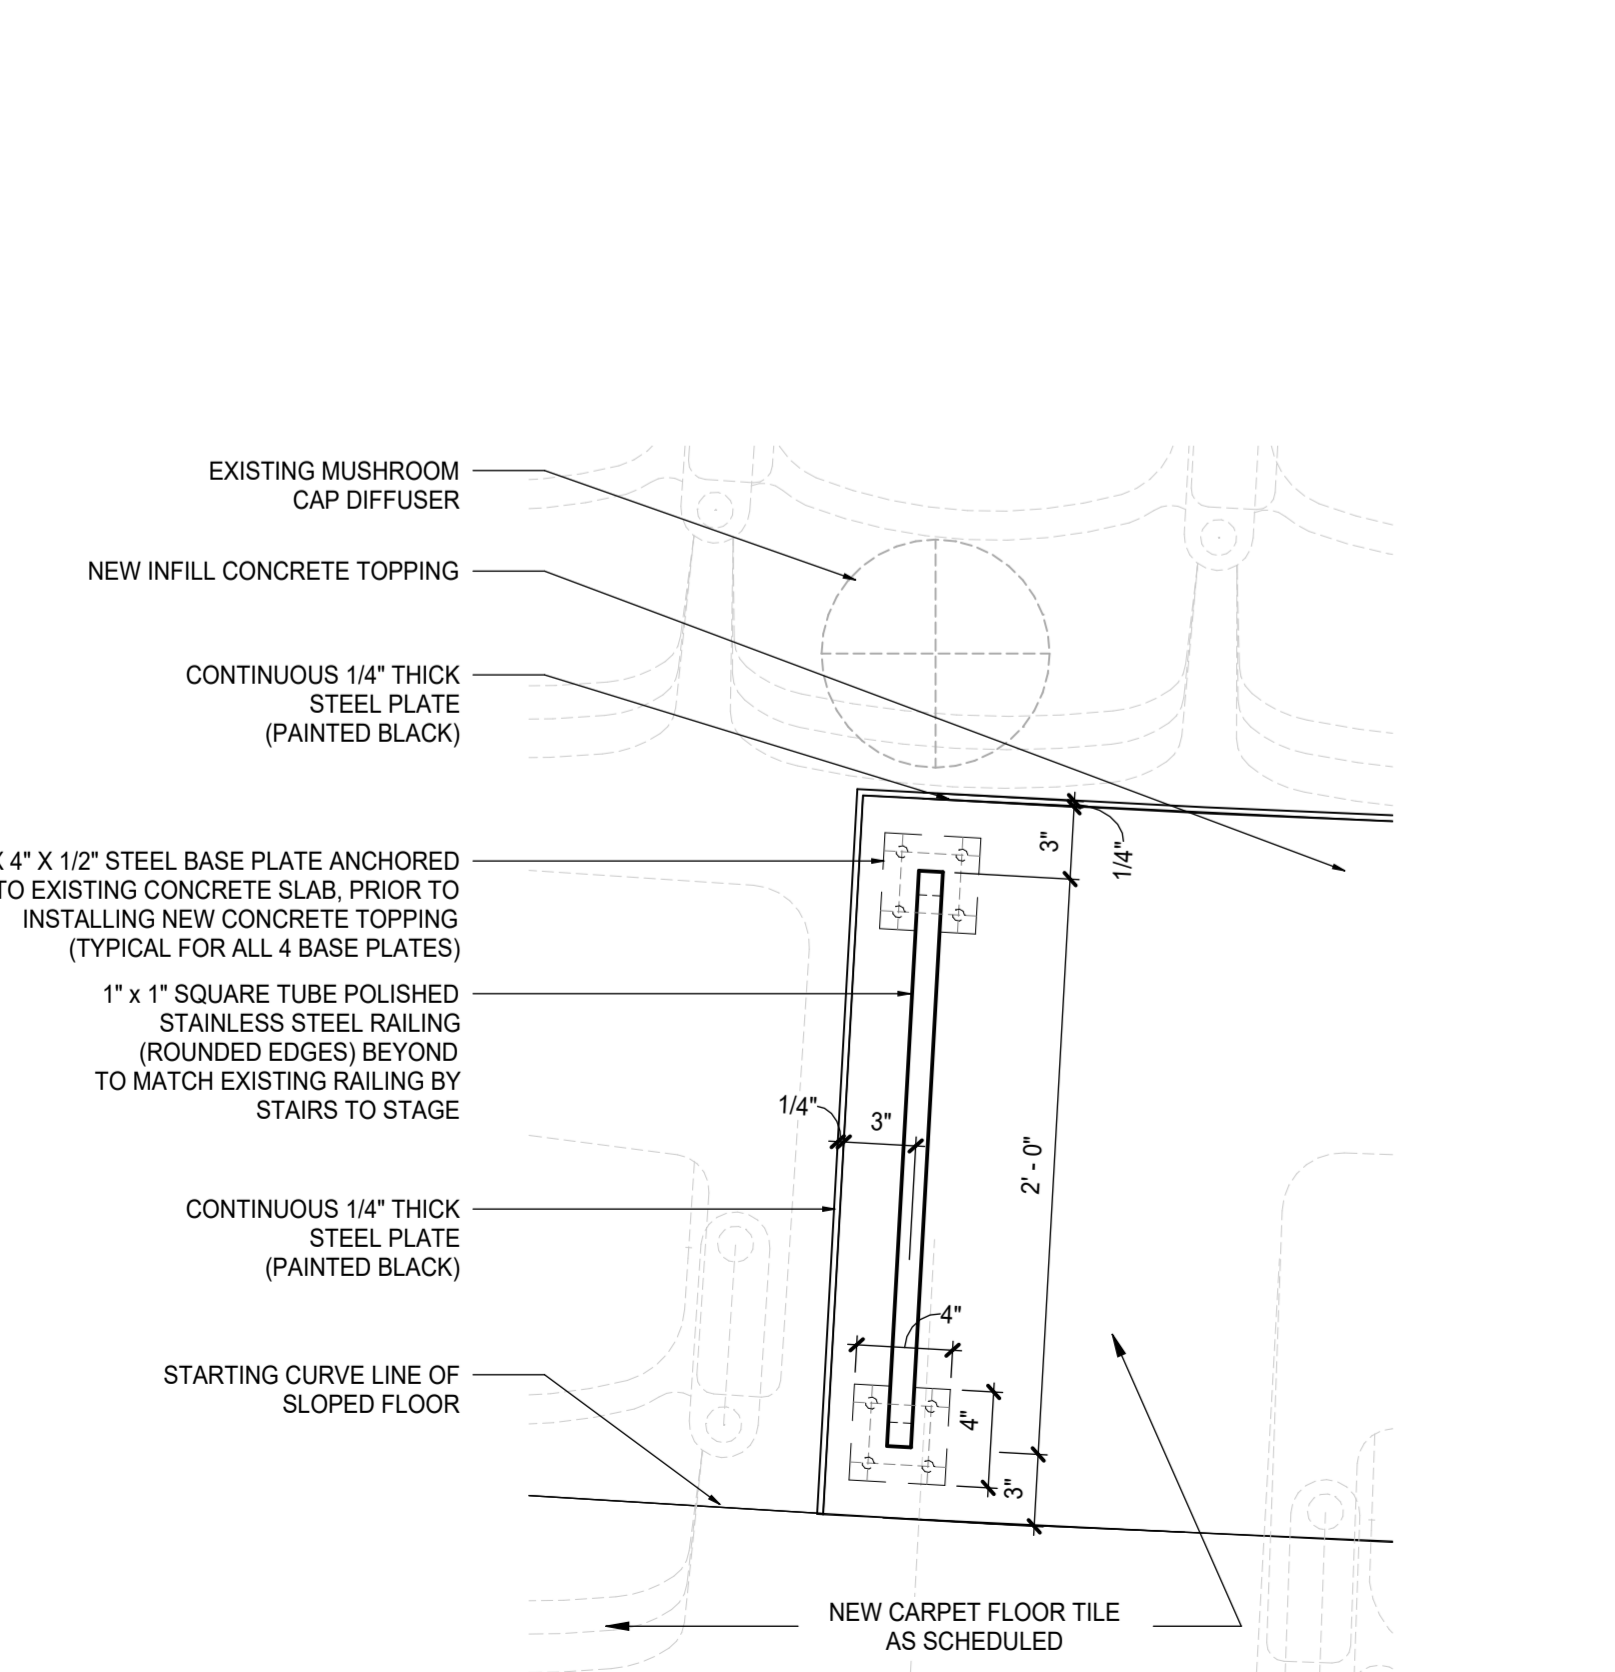 EXISTING MUSHROOM
CAP DIFFUSER
NEW INFILL CONCRETE TOPPING
CONTINUOUS 1/4" THICK
STEEL PLATE
(PAINTED BLACK)
X 4" X 1/2" STEEL BASE PLATE ANCHORED
TO EXISTING CONCRETE SLAB, PRIOR TO
INSTALLING NEW CONCRETE TOPPING
(TYPICAL FOR ALL 4 BASE PLATES)
1" x 1" SQUARE TUBE POLISHED
STAINLESS STEEL RAILING
(ROUNDED EDGES) BEYOND
TO MATCH EXISTING RAILING BY
STAIRS TO STAGE
CONTINUOUS 1/4" THICK
STEEL PLATE
(PAINTED BLACK)
STARTING CURVE LINE OF
SLOPED FLOOR
3"
1/4"
1/4"
3"
2' - 0"
4"
4"
3"
NEW CARPET FLOOR TILE
AS SCHEDULED